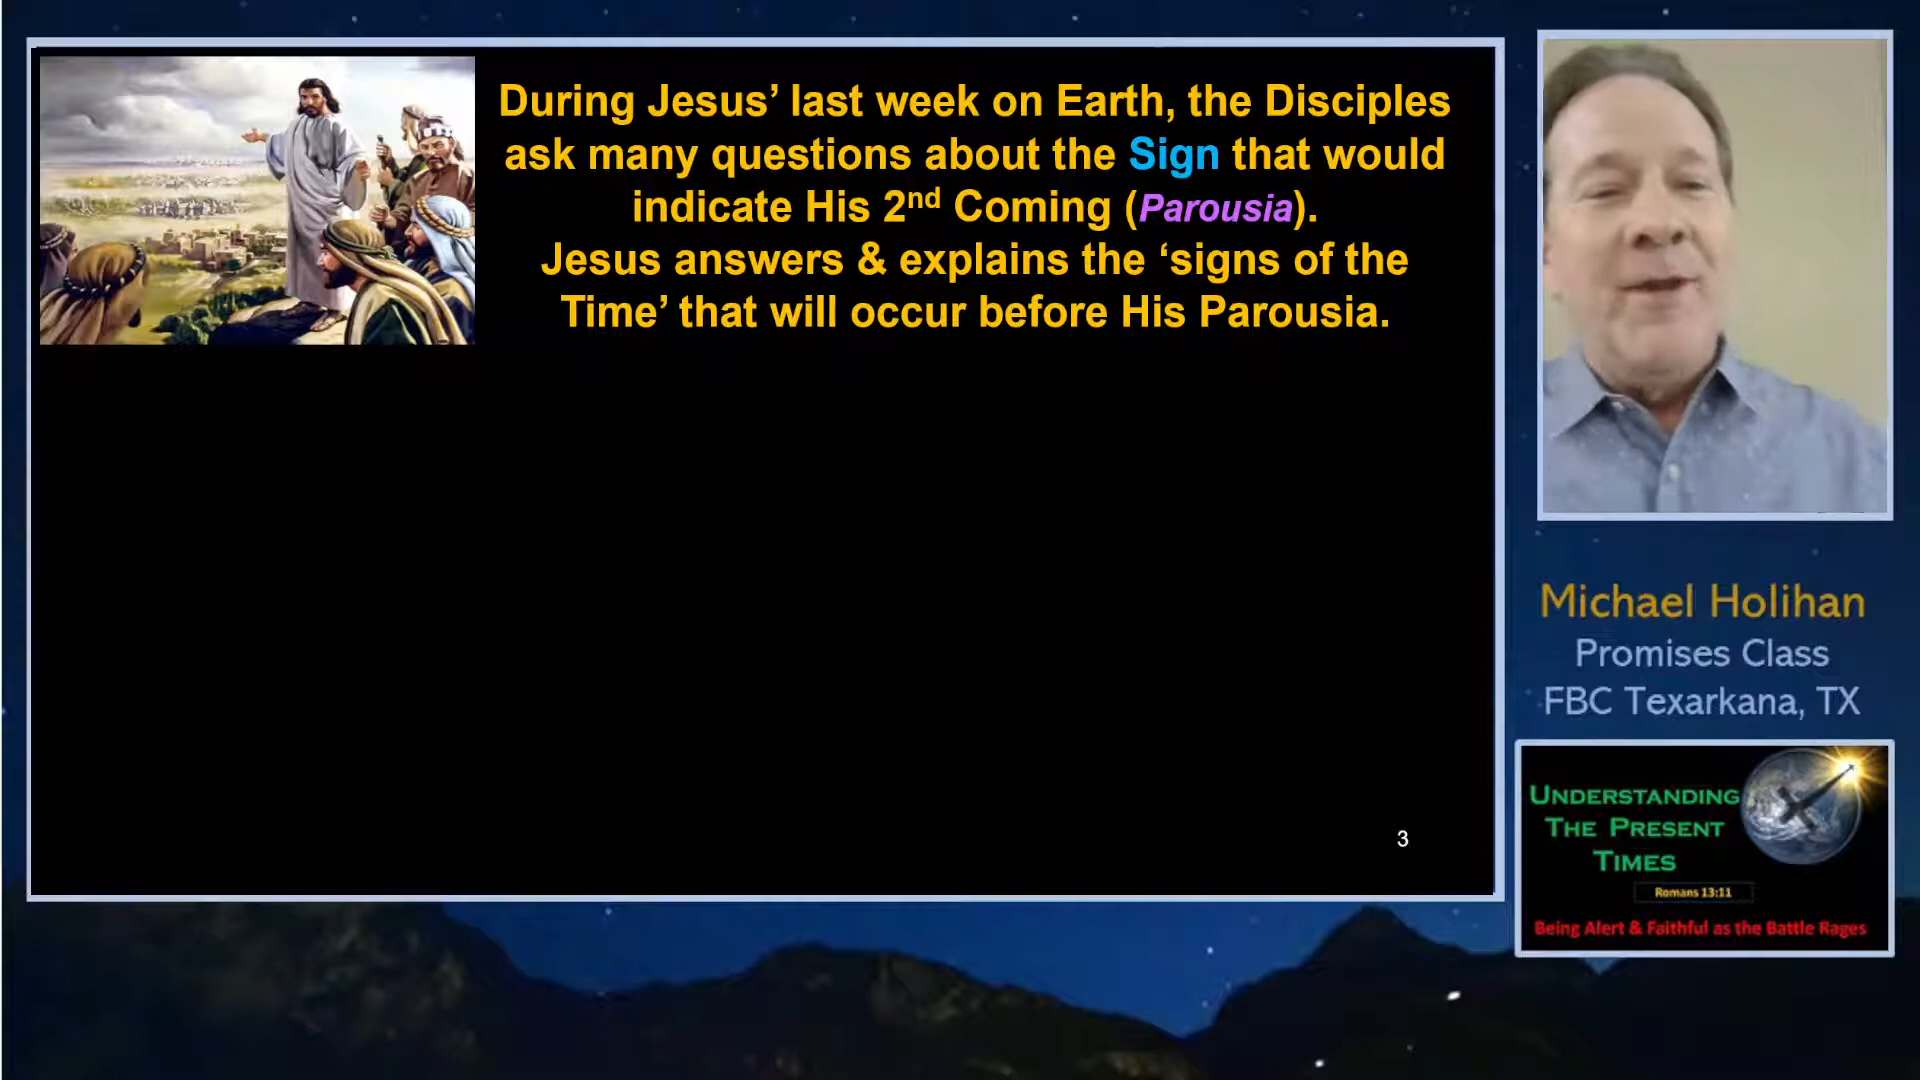 During Jesus’ last week on Earth, the Disciples
ask many questions about the Sign that would
indicate His 2nd Coming (Parousia).
Jesus answers & explains the ‘signs of the
Time’ that will occur before His Parousia.
3
Michael Holihan
Promises Class
FBC Texarkana, TX
UNDERSTANDING
THE PRESENT
TIMES
Romans 13:11
Being Alert & Faithful as the Battle Rages